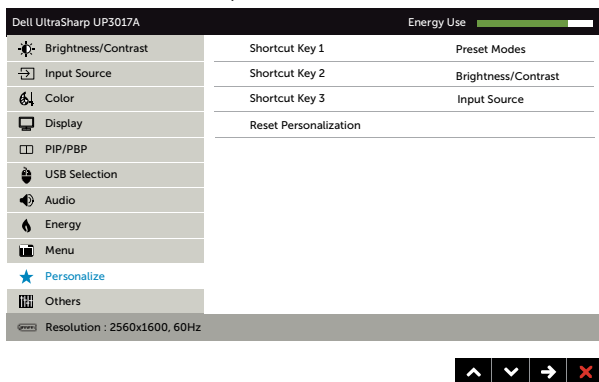 Dell UltraSharp UP3017A Energy Use
Brightness/Contrast Shortcut Key 1 Preset Modes
Input Source Shortcut Key 2 Brightness/Contrast
Color Shortcut Key 3 Input Source
Display Reset Personalization
PIP/PBP
USB Selection
Audio
Energy
Menu
Personalize
Others
Resolution : 2560x1600, 60Hz